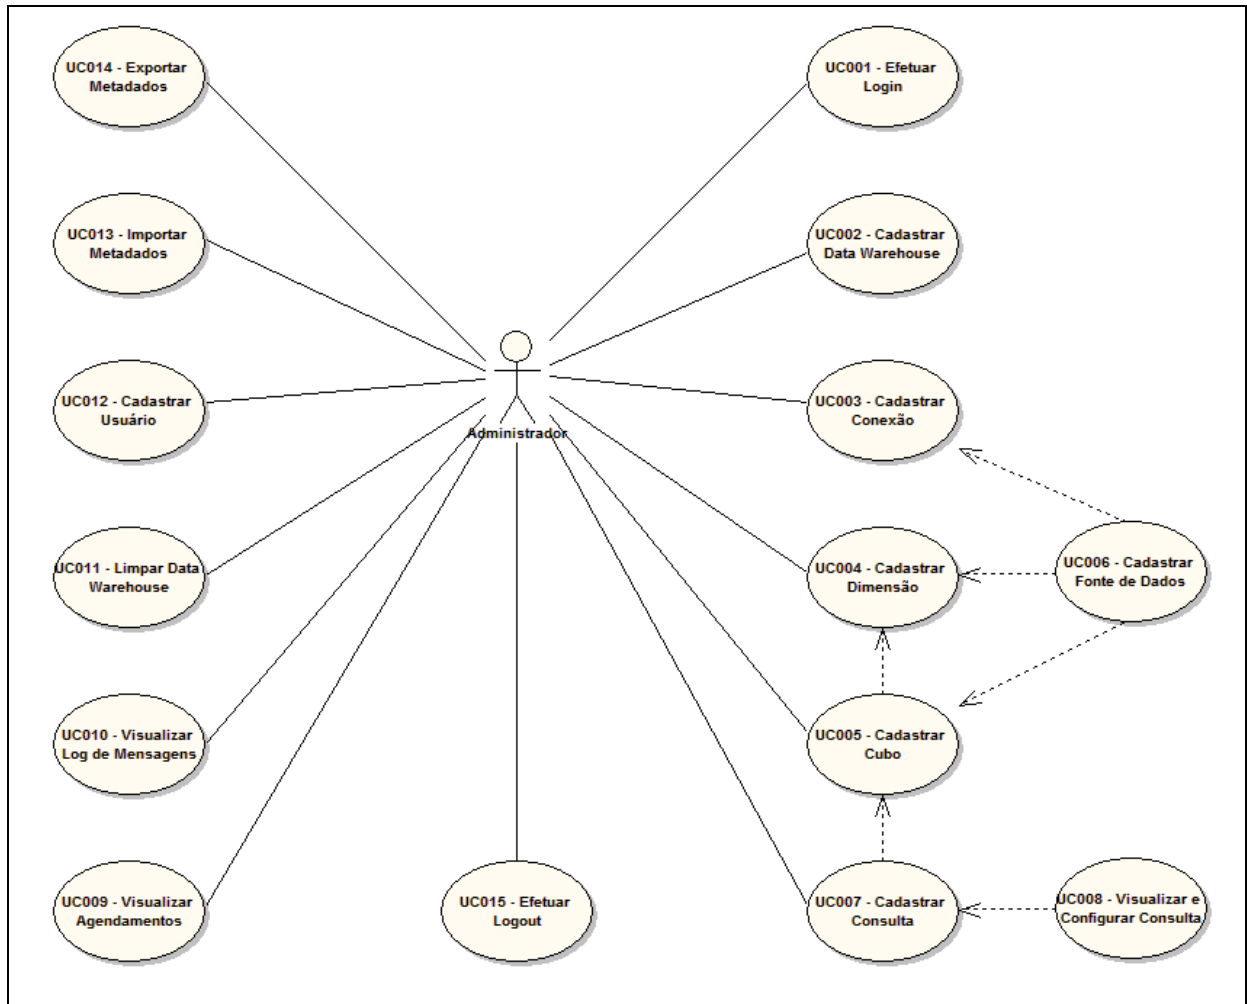 UC014 - Exportar
Metadados
UC001 - Efetuar
Login
UC013 - Importar
Metadados
UC002 - Cadastrar
Data Warehouse
UC012 - Cadastrar
Usuário
Administrador
UC003 - Cadastrar
Conexão
UC011 - Limpar Data
Warehouse
UC004 - Cadastrar
Dimensão
UC006 - Cadastrar
Fonte de Dados
UC010 - Visualizar
Log de Mensagens
UC005 - Cadastrar
Cubo
UC009 - Visualizar
Agendamentos
UC015 - Efetuar
Logout
UC007 - Cadastrar
Consulta
UC008 - Visualizar e
Configurar Consulta